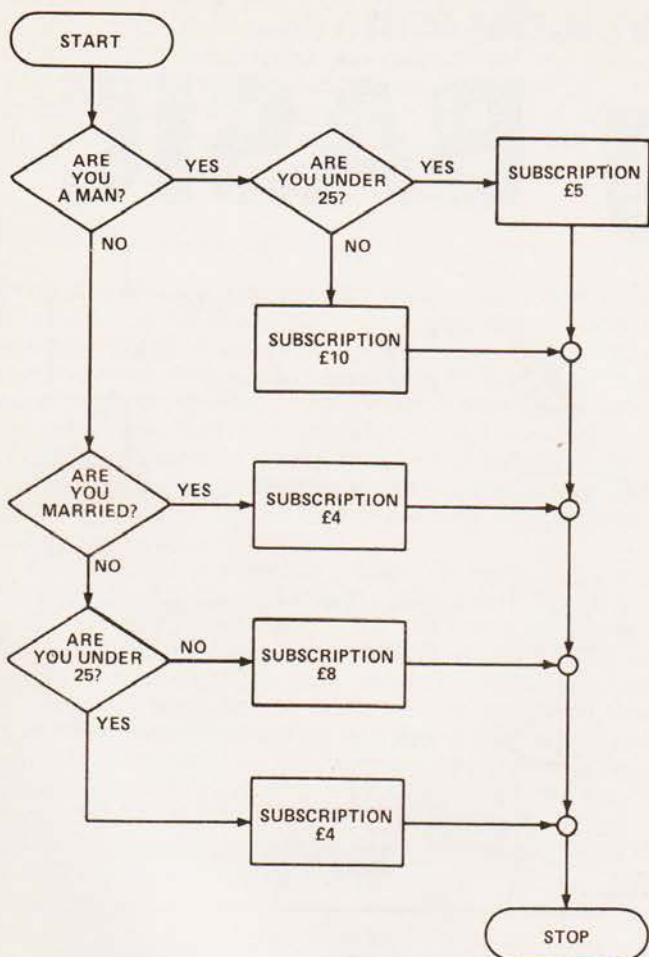 START
ARE
YOU
A MAN?
YES
ARE
YOU UNDER
25?
YES
SUBSCRIPTION
£5
NO
NO
SUBSCRIPTION
£10
ARE
YOU
MARRIED?
YES
SUBSCRIPTION
£4
NO
ARE
YOU UNDER
25?
NO
SUBSCRIPTION
£8
YES
SUBSCRIPTION
£4
STOP